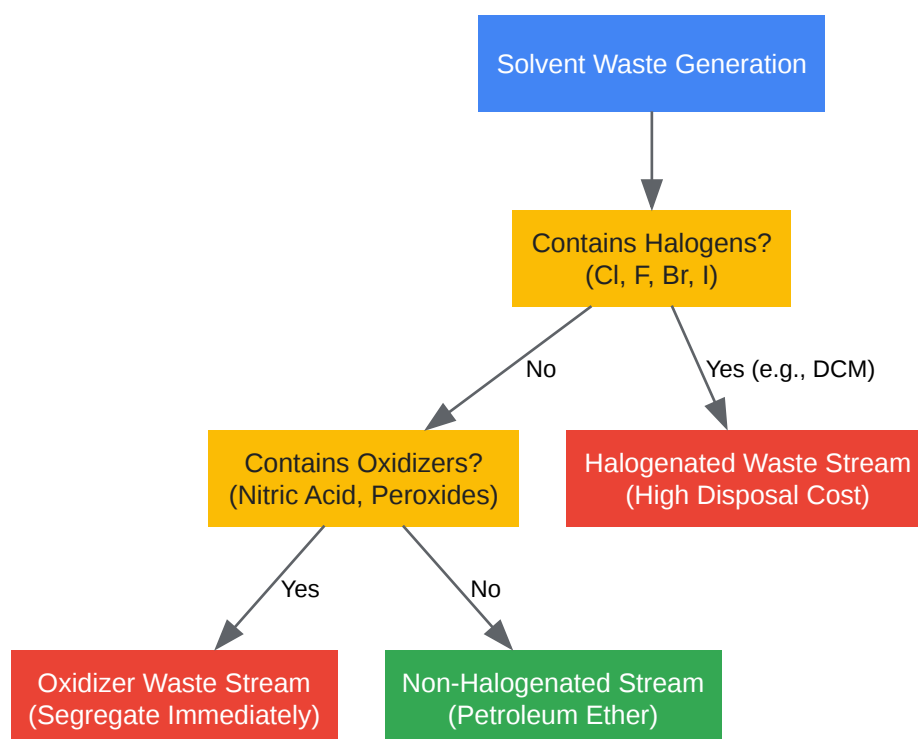 Solvent Waste Generation
Contains Halogens?
(Cl, F, Br, I)
No
Yes (e.g., DCM)
Contains Oxidizers?
(Nitric Acid, Peroxides)
Halogenated Waste Stream
(High Disposal Cost)
Yes
No
Oxidizer Waste Stream
(Segregate Immediately)
Non-Halogenated Stream
(Petroleum Ether)